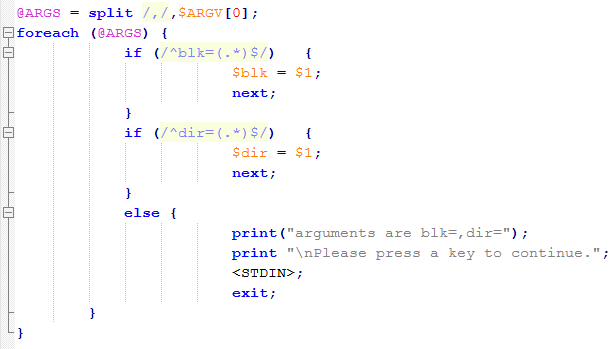 @ARGS = split /,/,$ARGV[0];
foreach (@ARGS) {
if (/^blk=(.*)$/) {
$blk = $1;
next;
}
if (/^dir=(.*)$/) {
$dir = $1;
next;
}
else {
print("arguments are blk=,dir=");
print "\nPlease press a key to continue.";
<STDIN>;
exit;
}
}